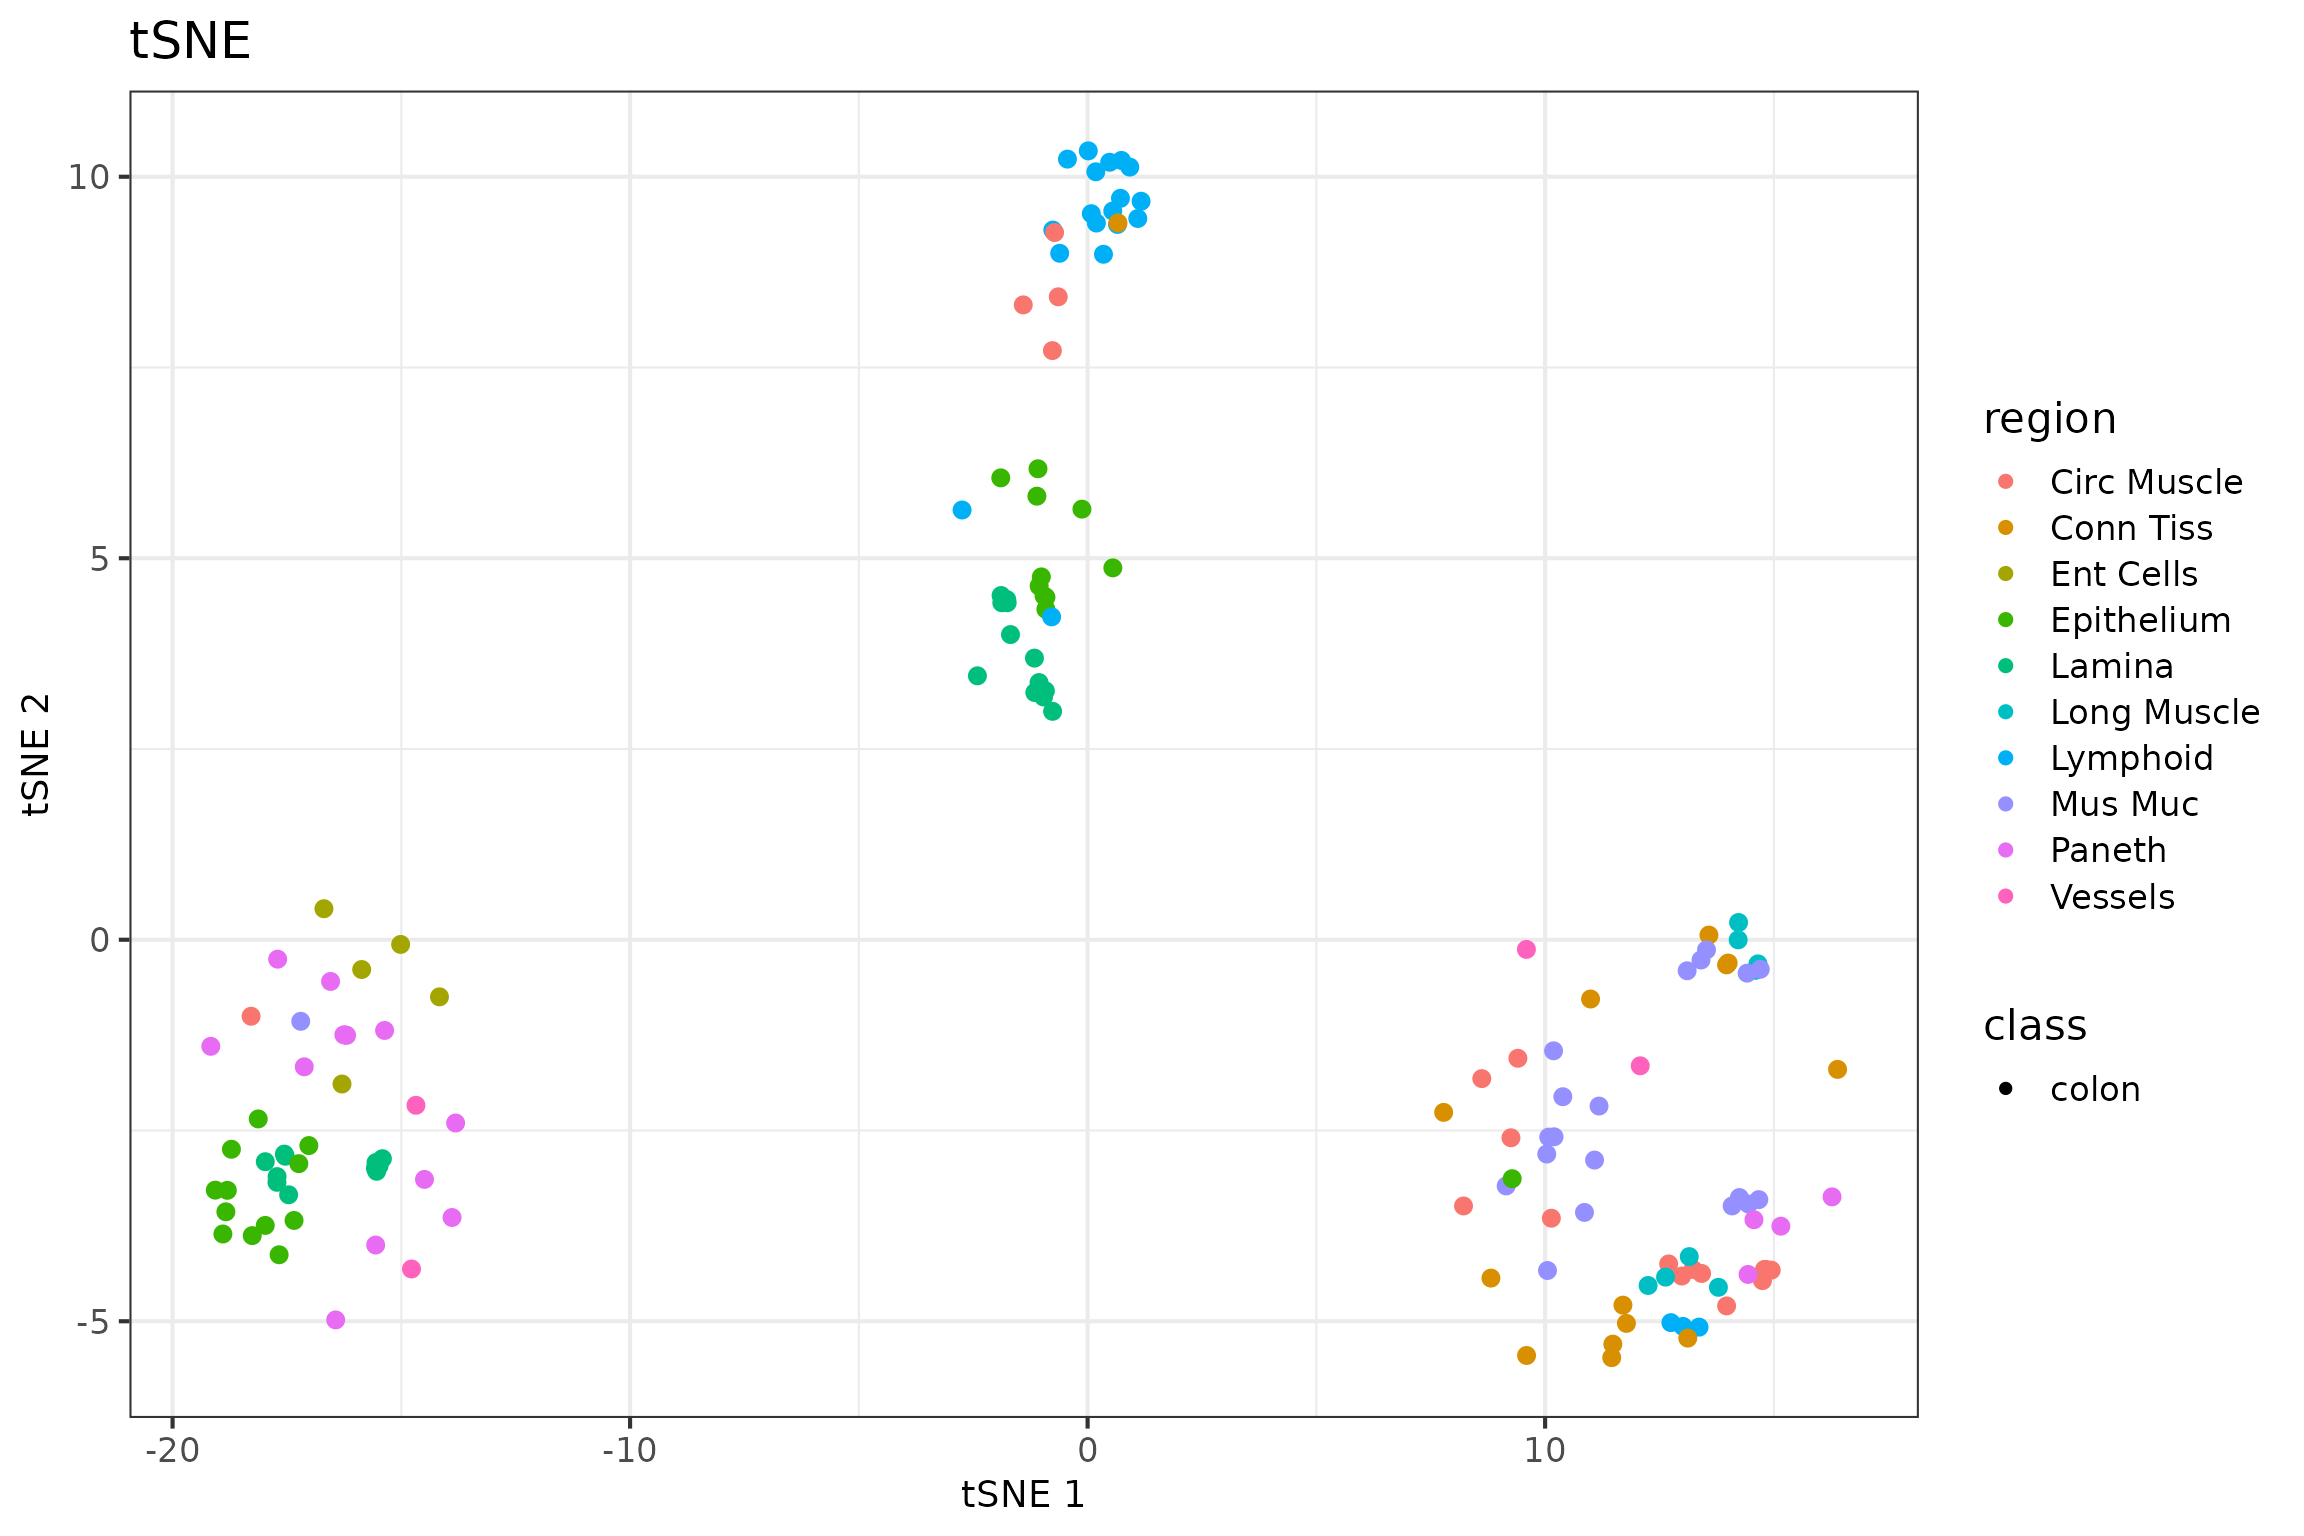 tSNE
10
5
0
-5
tSNE 2
-20
-10
0
10
tSNE 1
region
Circ Muscle
Conn Tiss
Ent Cells
Epithelium
Lamina
Long Muscle
Lymphoid
Mus Muc
Paneth
Vessels
class
colon